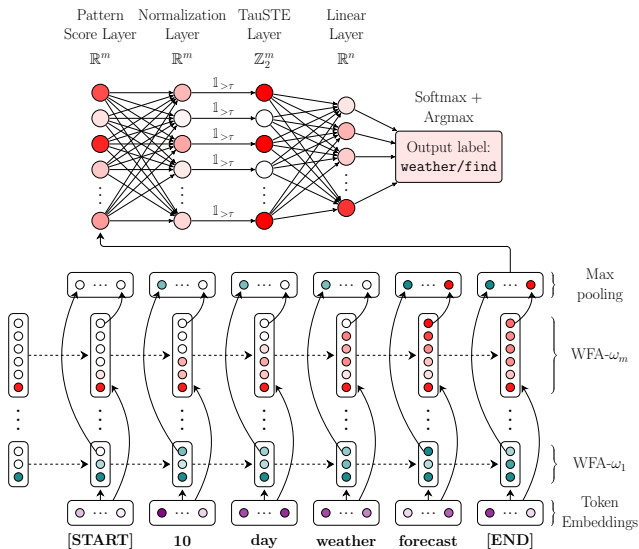 Pattern
Score Layer
ℝ^m
Normalization
Layer
ℝ^m
TauSTE
Layer
ℤ₂^m
Linear
Layer
ℝ^n
𝟙>τ
𝟙>τ
𝟙>τ
𝟙>τ
𝟙>τ
Softmax +
Argmax
Output label:
weather/find
Max
pooling
WFA-ω_m
WFA-ω₁
Token
Embeddings
[START] 10 day weather forecast [END]